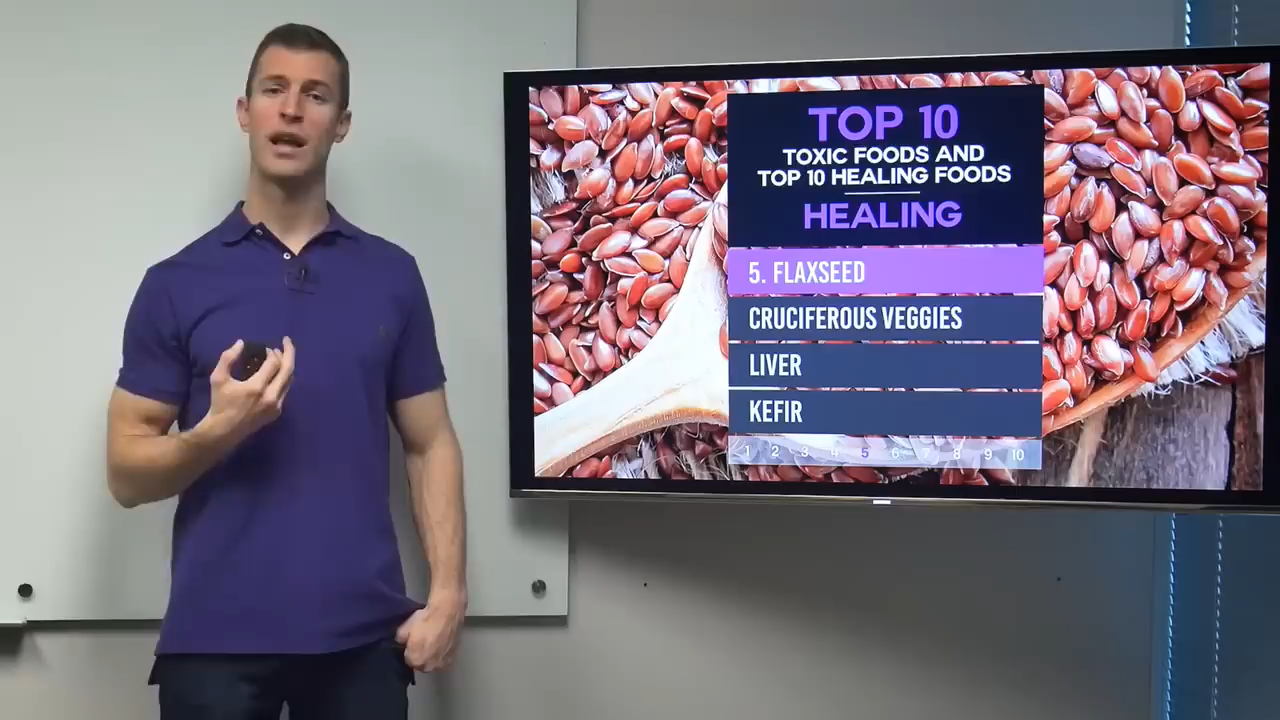 TOP 10
TOXIC FOODS AND
TOP 10 HEALING FOODS
HEALING
5. FLAXSEED
CRUCIFEROUS VEGGIES
LIVER
KEFIR
1 2 3 4 5 6 7 8 9 10